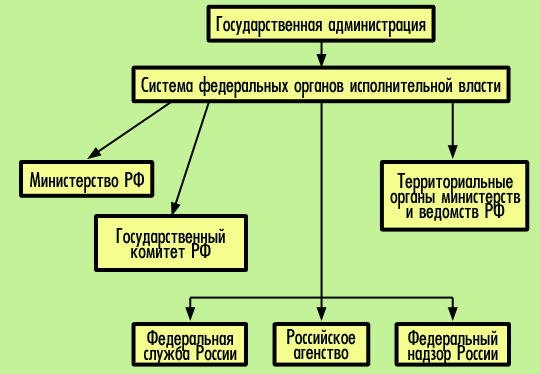 Государственная администрация
Система федеральных органов исполнительной власти
Министерство РФ
Территориальные
органы министерств
и ведомств РФ
Государственный
комитет РФ
Федеральная
служба России
Российское
агенство
Федеральный
надзор России